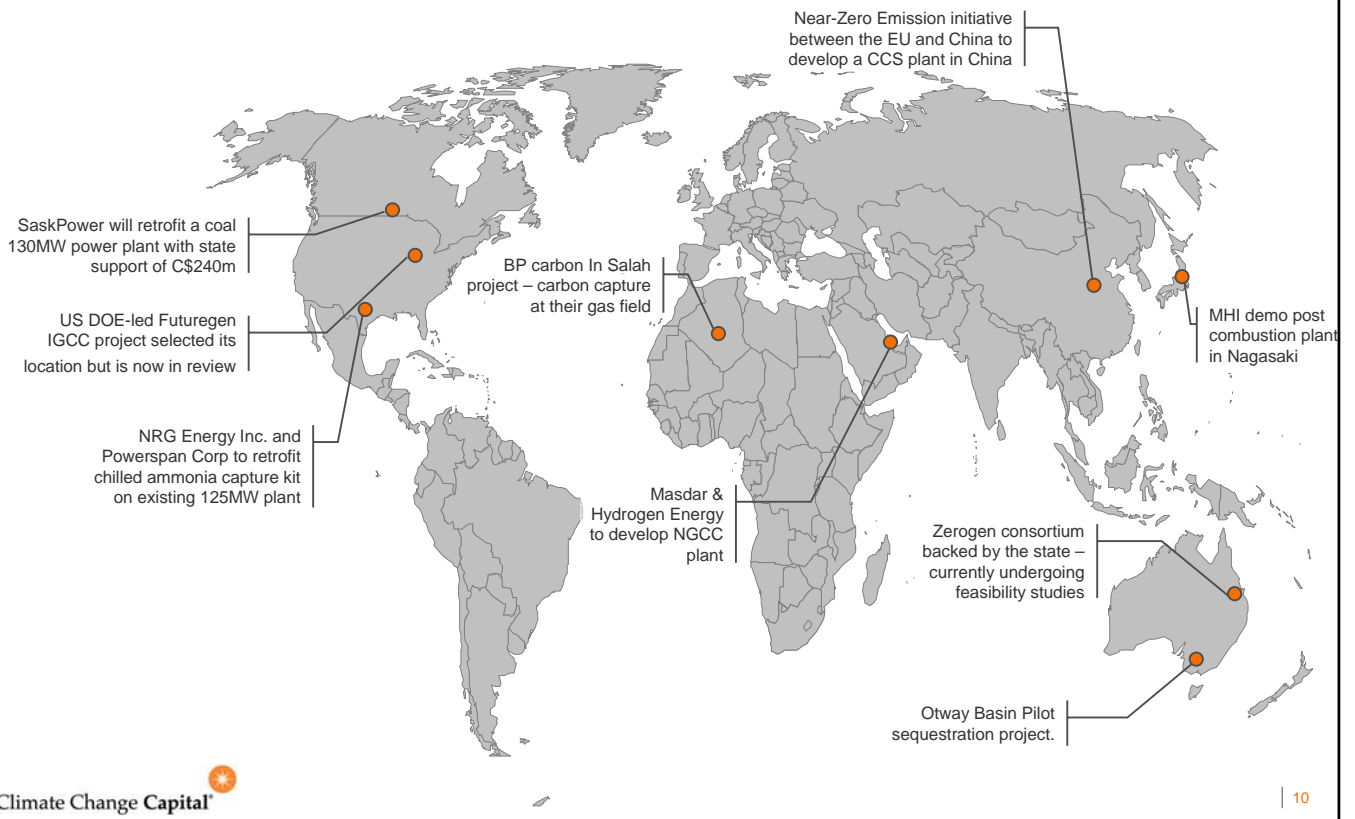 Near-Zero Emission initiative
between the EU and China to
develop a CCS plant in China
SaskPower will retrofit a coal
130MW power plant with state
support of C$240m
BP carbon In Salah
project – carbon capture
at their gas field
US DOE-led Futuregen
IGCC project selected its
location but is now in review
MHI demo post
combustion plant
in Nagasaki
NRG Energy Inc. and
Powerspan Corp to retrofit
chilled ammonia capture kit
on existing 125MW plant
Masdar &
Hydrogen Energy
to develop NGCC
plant
Zerogen consortium
backed by the state –
currently undergoing
feasibility studies
Otway Basin Pilot
sequestration project.
Climate Change Capital
10